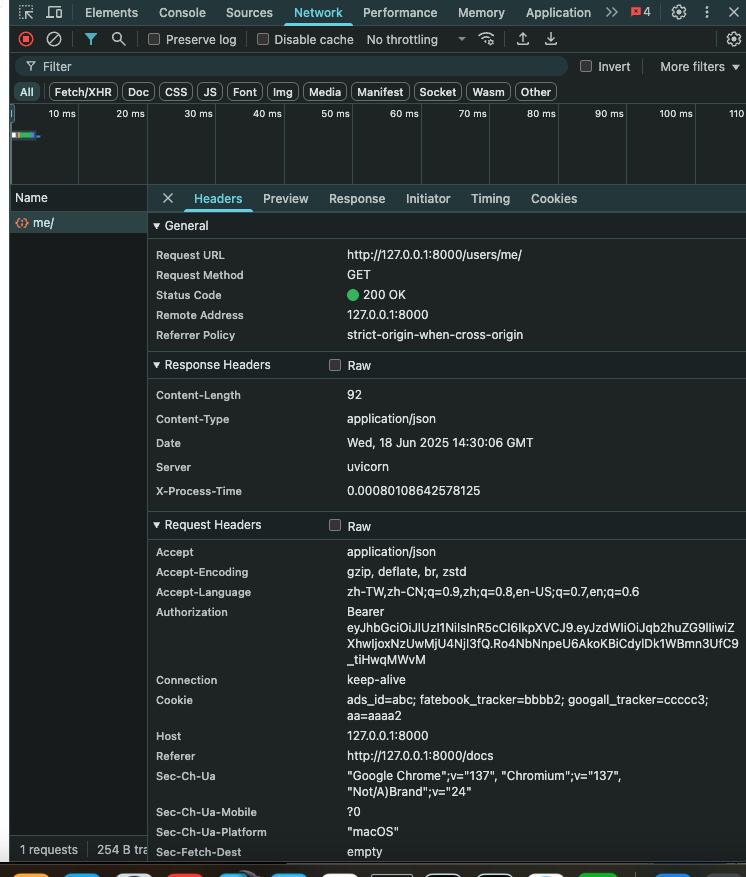 Elements Console Sources Network Performance Memory Application 4
Preserve log Disable cache No throttling
Filter Invert More filters
All Fetch/XHR Doc CSS JS Font Img Media Manifest Socket Wasm Other
10 ms 20 ms 30 ms 40 ms 50 ms 60 ms 70 ms 80 ms 90 ms 100 ms 110
Name Headers Preview Response Initiator Timing Cookies
me/
General
Request URL http://127.0.0.1:8000/users/me/
Request Method GET
Status Code 200 OK
Remote Address 127.0.0.1:8000
Referrer Policy strict-origin-when-cross-origin
Response Headers Raw
Content-Length 92
Content-Type application/json
Date Wed, 18 Jun 2025 14:30:06 GMT
Server uvicorn
X-Process-Time 0.00080108642578125
Request Headers Raw
Accept application/json
Accept-Encoding gzip, deflate, br, zstd
Accept-Language zh-TW,zh-CN;q=0.9,zh;q=0.8,en-US;q=0.7,en;q=0.6
Authorization Bearer
eyJhbGciOiJIUzI1NiIsInR5cCI6IkpXVCJ9.eyJzdWIiOiJqb2huZG9lIiwiZ
XhwIjoxNzUwMjU4NjI3fQ.Ro4NbNnpeU6AkoKBiCdyIDk1WBmn3UfC9
_tiHwqMWvM
Connection keep-alive
Cookie ads_id=abc; fatebook_tracker=bbbb2; googall_tracker=ccccc3;
aa=aaaa2
Host 127.0.0.1:8000
Referer http://127.0.0.1:8000/docs
Sec-Ch-Ua "Google Chrome";v="137", "Chromium";v="137",
"Not/A)Brand";v="24"
Sec-Ch-Ua-Mobile ?0
Sec-Ch-Ua-Platform "macOS"
Sec-Fetch-Dest empty
1 requests 254 B tra